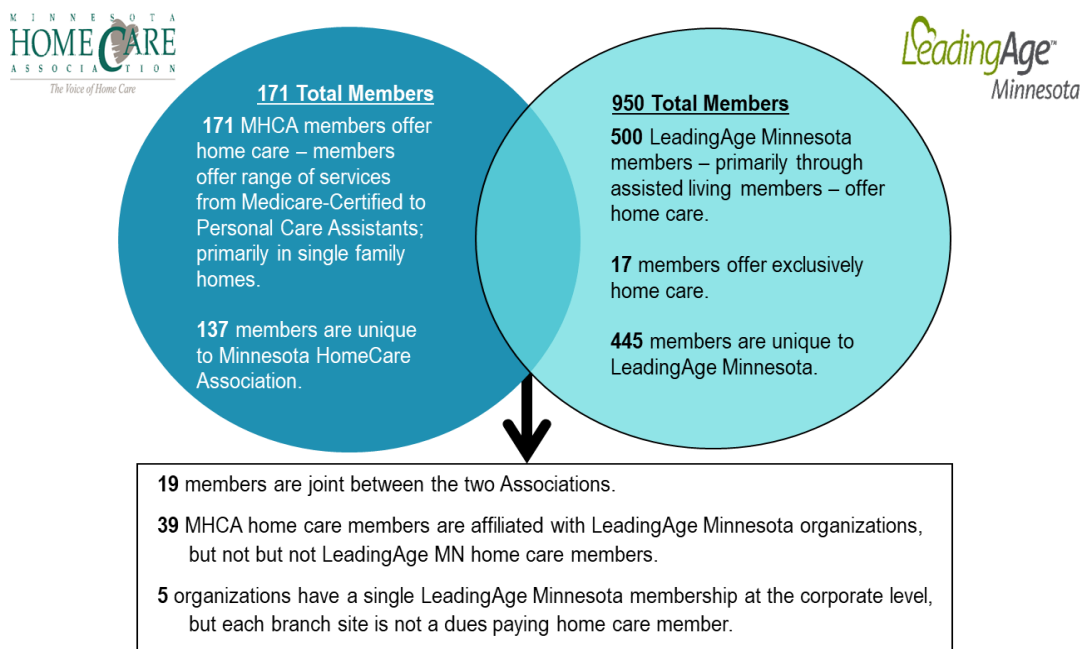 MINNESOTA
HOMECARE
ASSOCIATION
The Voice of Home Care
LeadingAge™
Minnesota
171 Total Members
171 MHCA members offer
home care – members
offer range of services
from Medicare-Certified to
Personal Care Assistants;
primarily in single family
homes.
137 members are unique
to Minnesota HomeCare
Association.
950 Total Members
500 LeadingAge Minnesota
members – primarily through
assisted living members – offer
home care.
17 members offer exclusively
home care.
445 members are unique to
LeadingAge Minnesota.
19 members are joint between the two Associations.
39 MHCA home care members are affiliated with LeadingAge Minnesota organizations,
but not but not LeadingAge MN home care members.
5 organizations have a single LeadingAge Minnesota membership at the corporate level,
but each branch site is not a dues paying home care member.